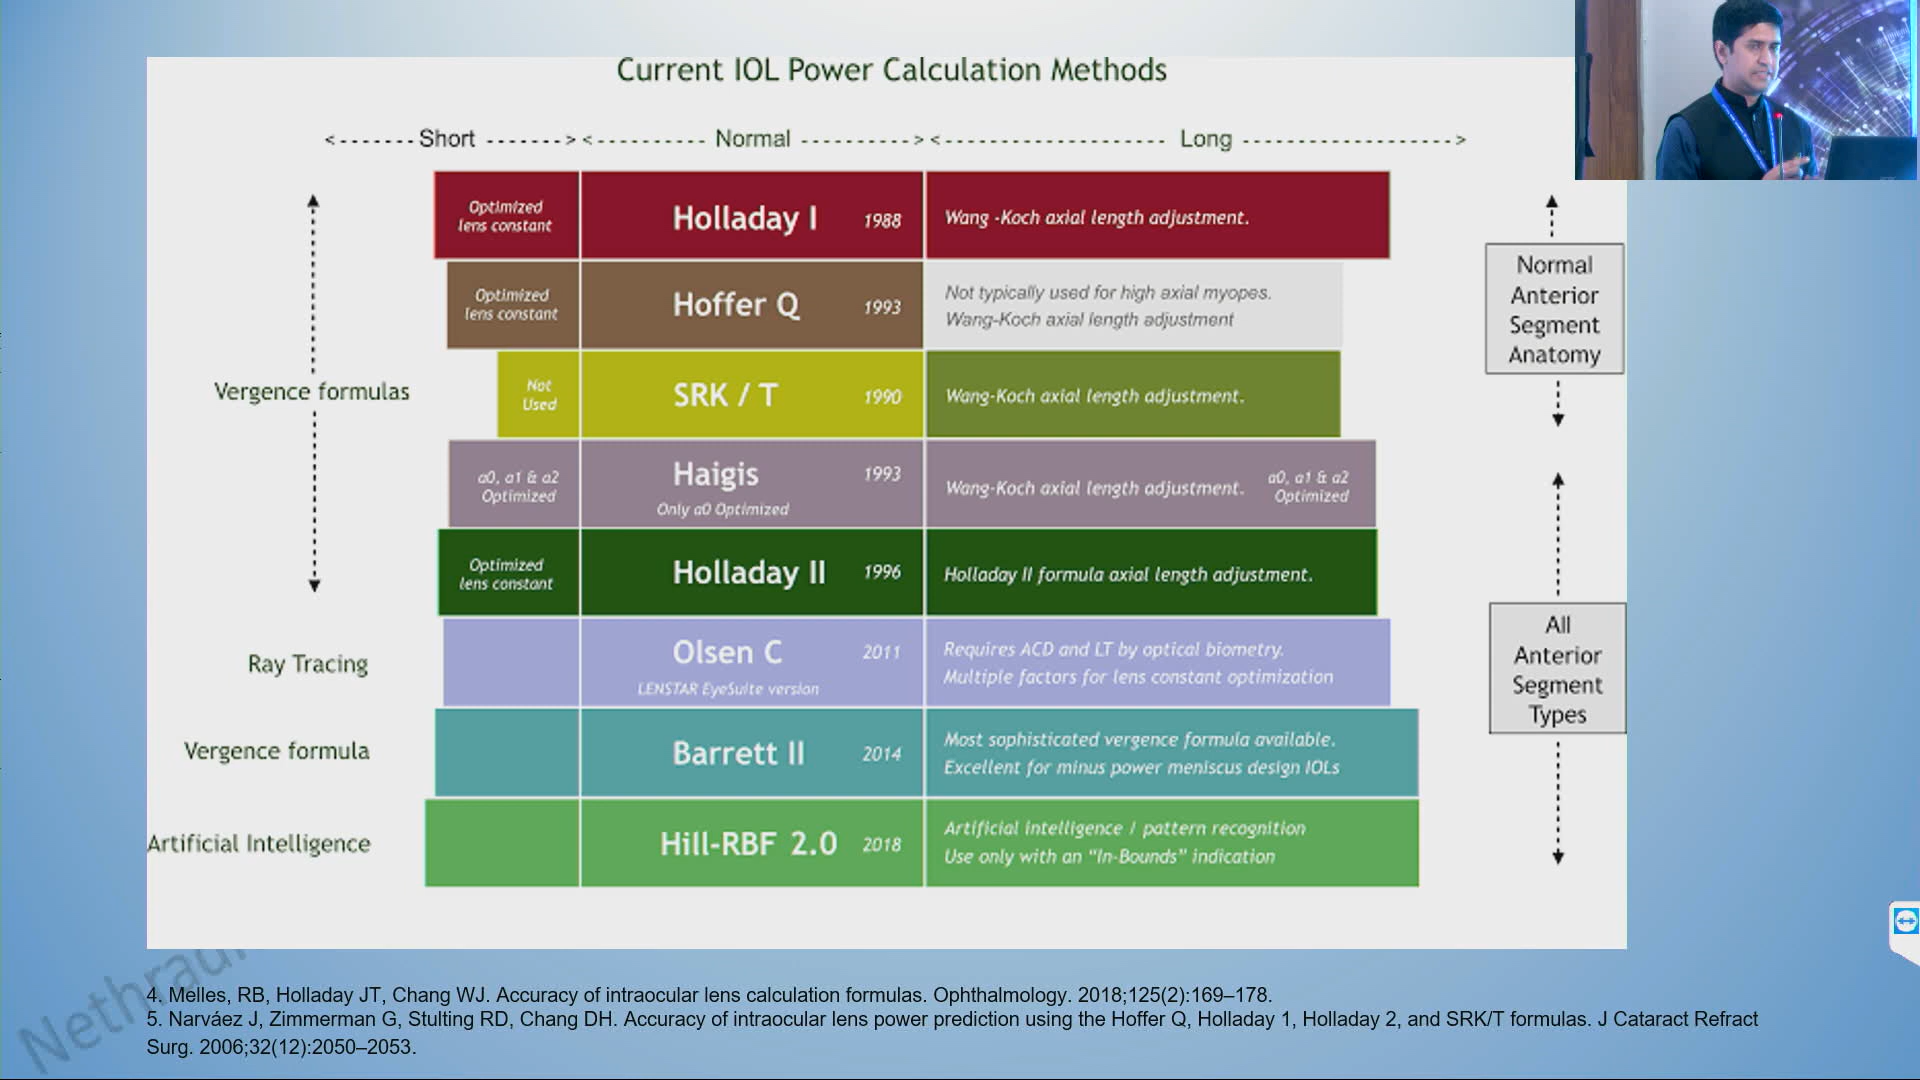 Current IOL Power Calculation Methods
Short
Normal
Long
Optimized
lens constant
Holladay I
1988
Wang -Koch axial length adjustment.
Optimized
lens constant
Hoffer Q
1993
Not typically used for high axial myopes.
Wang-Koch axial length adjustment
Not
Used
SRK / T
1990
Wang-Koch axial length adjustment.
a0, a1 & a2
Optimized
Haigis
1993
Only a0 Optimized
Wang-Koch axial length adjustment.
a0, a1 & a2
Optimized
Optimized
lens constant
Holladay II
1996
Holladay II formula axial length adjustment.
Olsen C
2011
LENSTAR EyeSuite version
Requires ACD and LT by optical biometry.
Multiple factors for lens constant optimization
Barrett II
2014
Most sophisticated vergence formula available.
Excellent for minus power meniscus design IOLs
Hill-RBF 2.0
2018
Artificial intelligence / pattern recognition
Use only with an “In-Bounds” indication
Vergence formulas
Ray Tracing
Vergence formula
Artificial Intelligence
Normal
Anterior
Segment
Anatomy
All
Anterior
Segment
Types
4. Melles, RB, Holladay JT, Chang WJ. Accuracy of intraocular lens calculation formulas. Ophthalmology. 2018;125(2):169–178.
5. Narváez J, Zimmerman G, Stulting RD, Chang DH. Accuracy of intraocular lens power prediction using the Hoffer Q, Holladay 1, Holladay 2, and SRK/T formulas. J Cataract Refract
Surg. 2006;32(12):2050–2053.